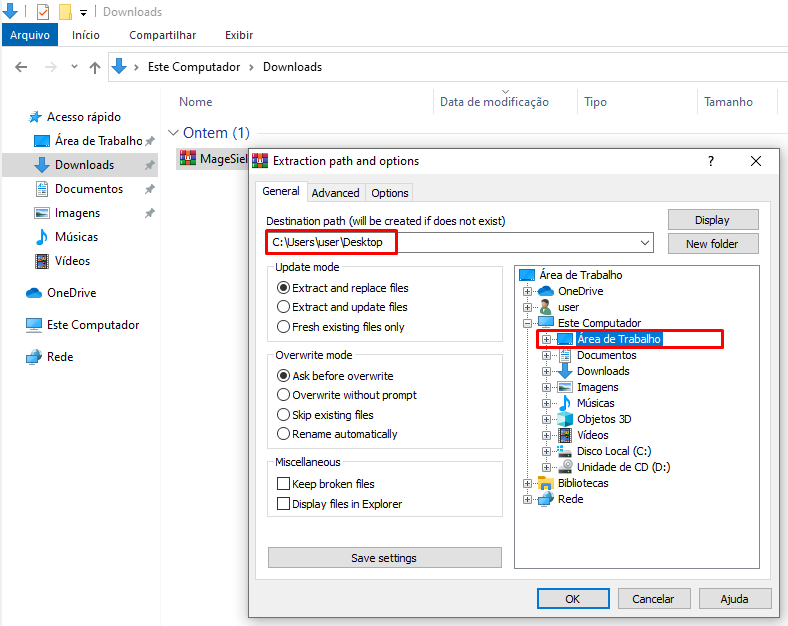 Downloads
Arquivo Início Compartilhar Exibir
Este Computador Downloads
Nome Data de modificação Tipo Tamanho
Acesso rápido
Área de Trabalho
Downloads
Documentos
Imagens
Músicas
Vídeos
OneDrive
Este Computador
Rede
Ontem (1)
MageSiel
Extraction path and options
General Advanced Options
Destination path (will be created if does not exist)
C:\Users\user\Desktop
Display
New folder
Update mode
Extract and replace files
Extract and update files
Fresh existing files only
Overwrite mode
Ask before overwrite
Overwrite without prompt
Skip existing files
Rename automatically
Miscellaneous
Keep broken files
Display files in Explorer
Save settings
Área de Trabalho
OneDrive
user
Este Computador
Área de Trabalho
Documentos
Downloads
Imagens
Músicas
Objetos 3D
Vídeos
Disco Local (C:)
Unidade de CD (D:)
Bibliotecas
Rede
OK Cancelar Ajuda